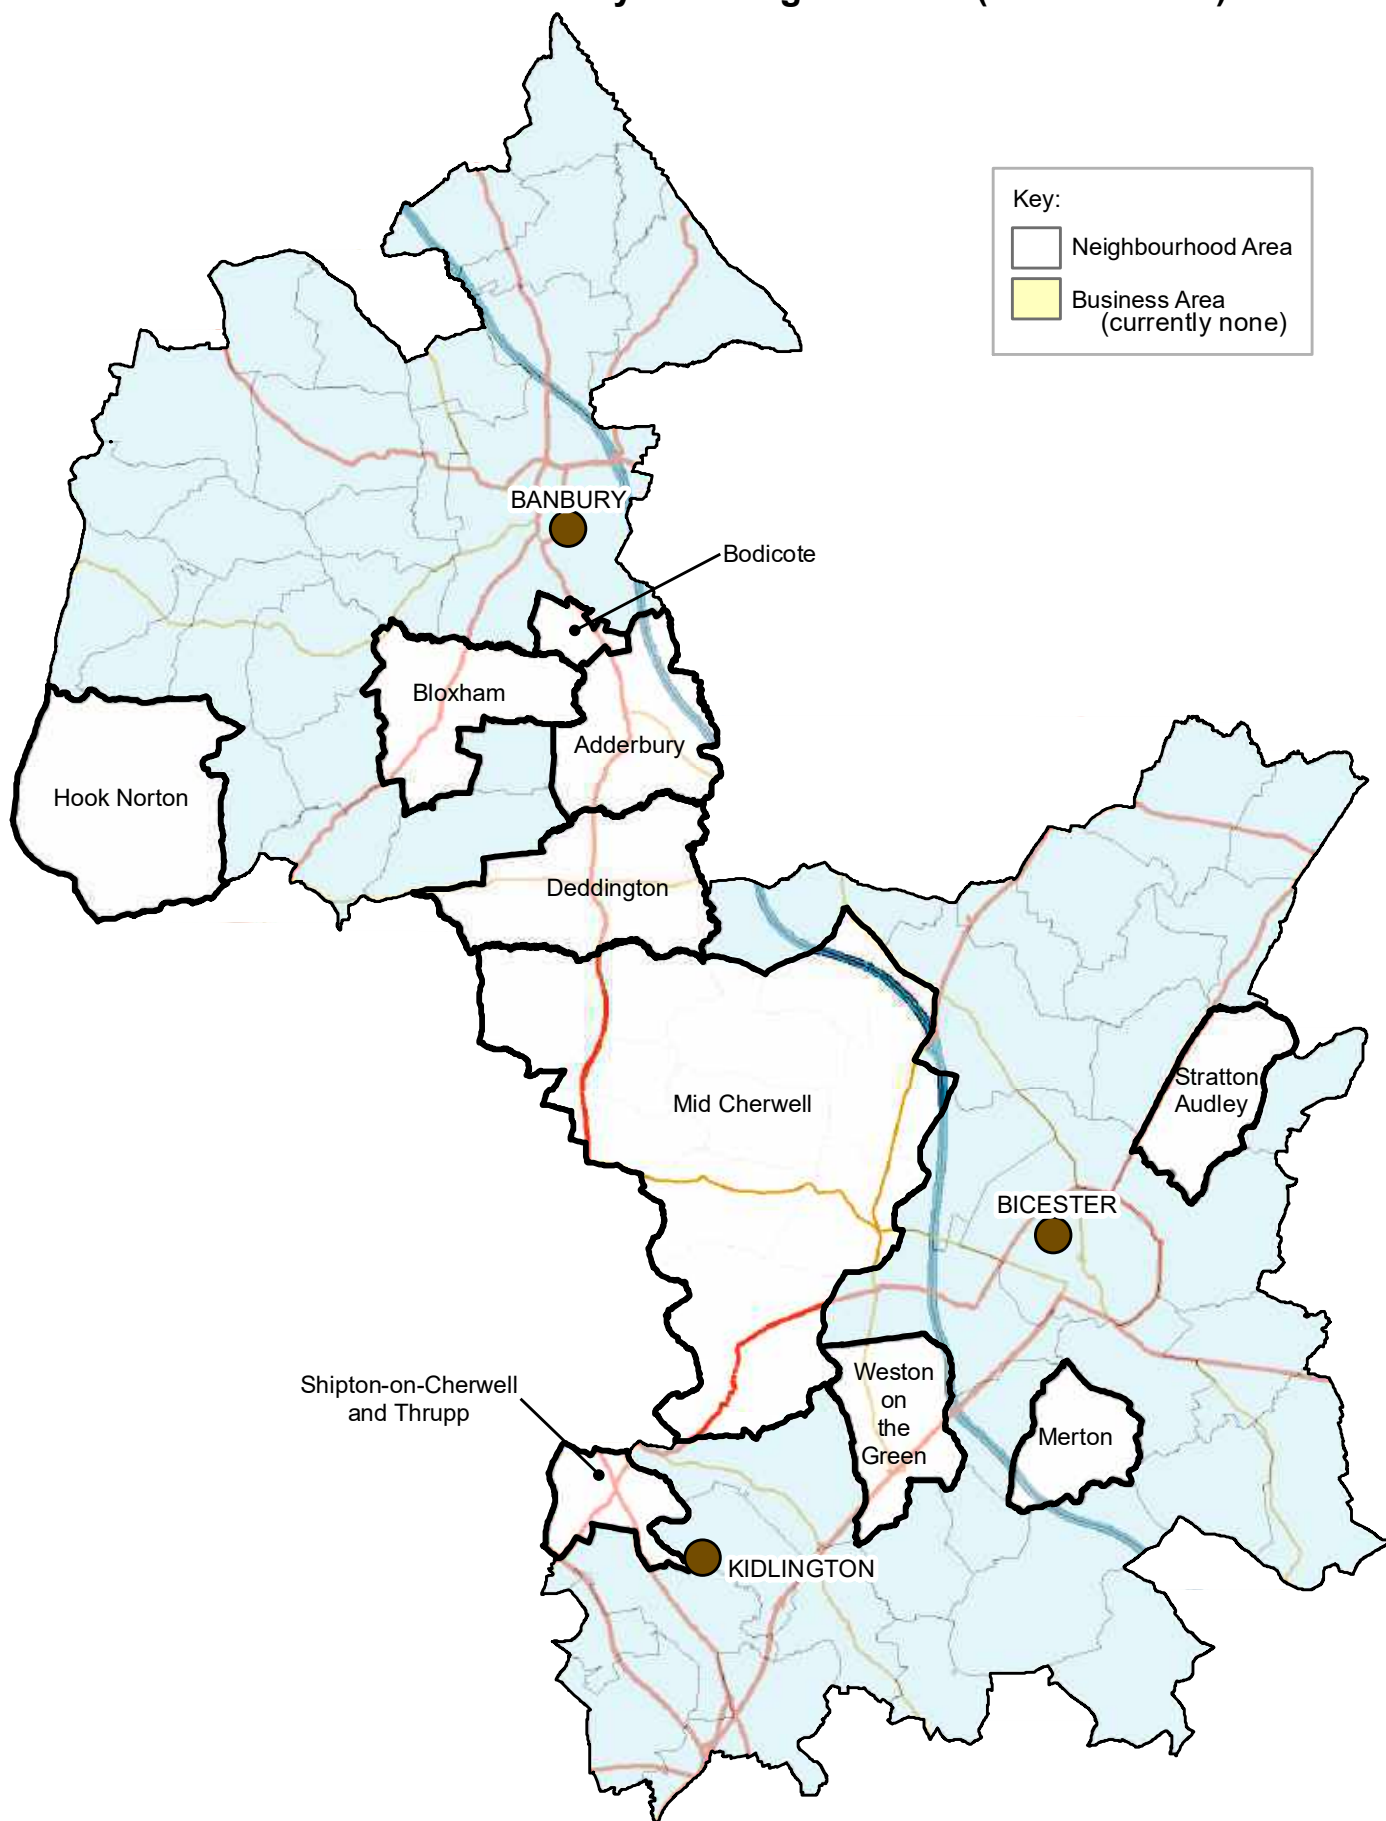 Key:
Neighbourhood Area
Business Area
(currently none)
BANBURY
Bodicote
Bloxham
Adderbury
Hook Norton
Deddington
Mid Cherwell
Stratton
Audley
BICESTER
Shipton-on-Cherwell
and Thrupp
Weston
on
the
Green
Merton
KIDLINGTON